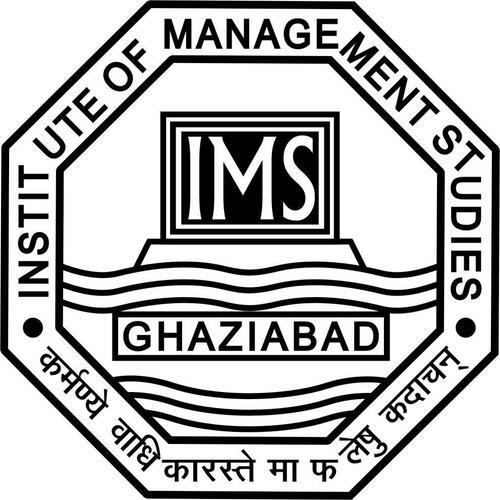 INSTITUTE OF MANAGEMENT STUDIES
IMS
GHAZIABAD
कर्मण्ये वाधिकारस्ते मा फलेषु कदाचन्